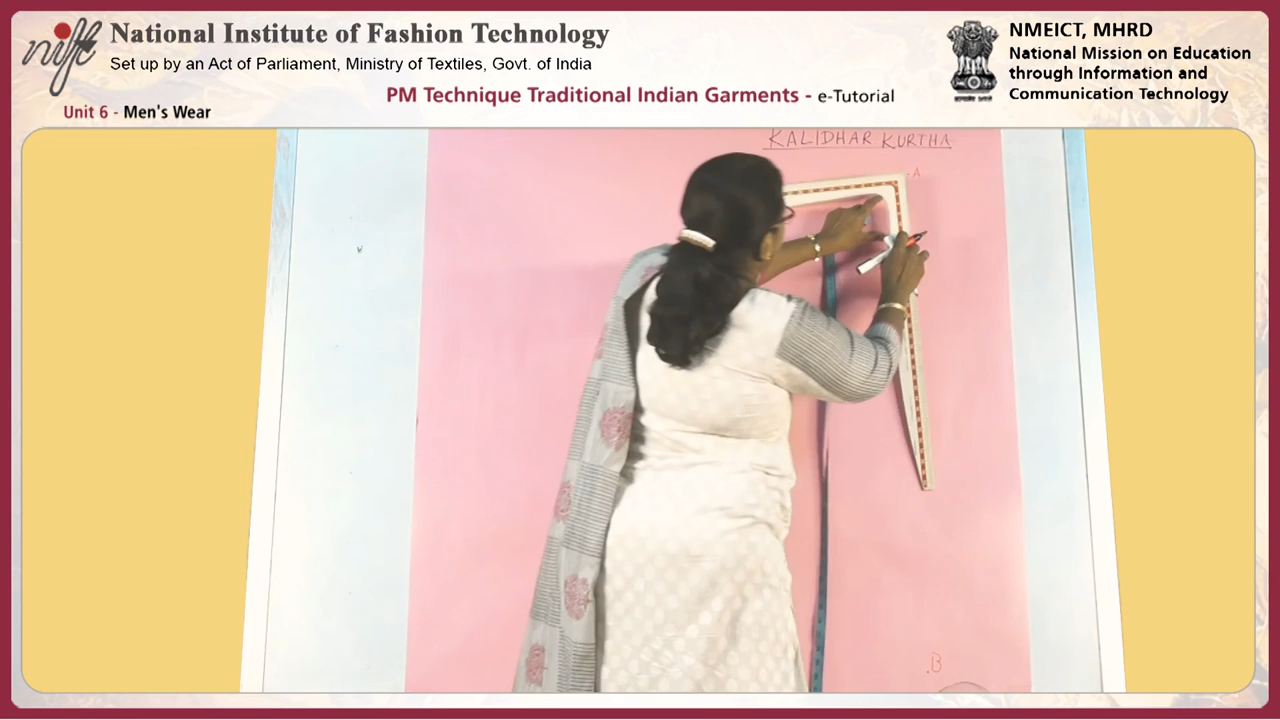 nift
National Institute of Fashion Technology
Set up by an Act of Parliament, Ministry of Textiles, Govt. of India
PM Technique Traditional Indian Garments - e-Tutorial
Unit 6 - Men's Wear
NMEICT, MHRD
National Mission on Education
through Information and
Communication Technology
KALIDHAR KURTHA
A
B